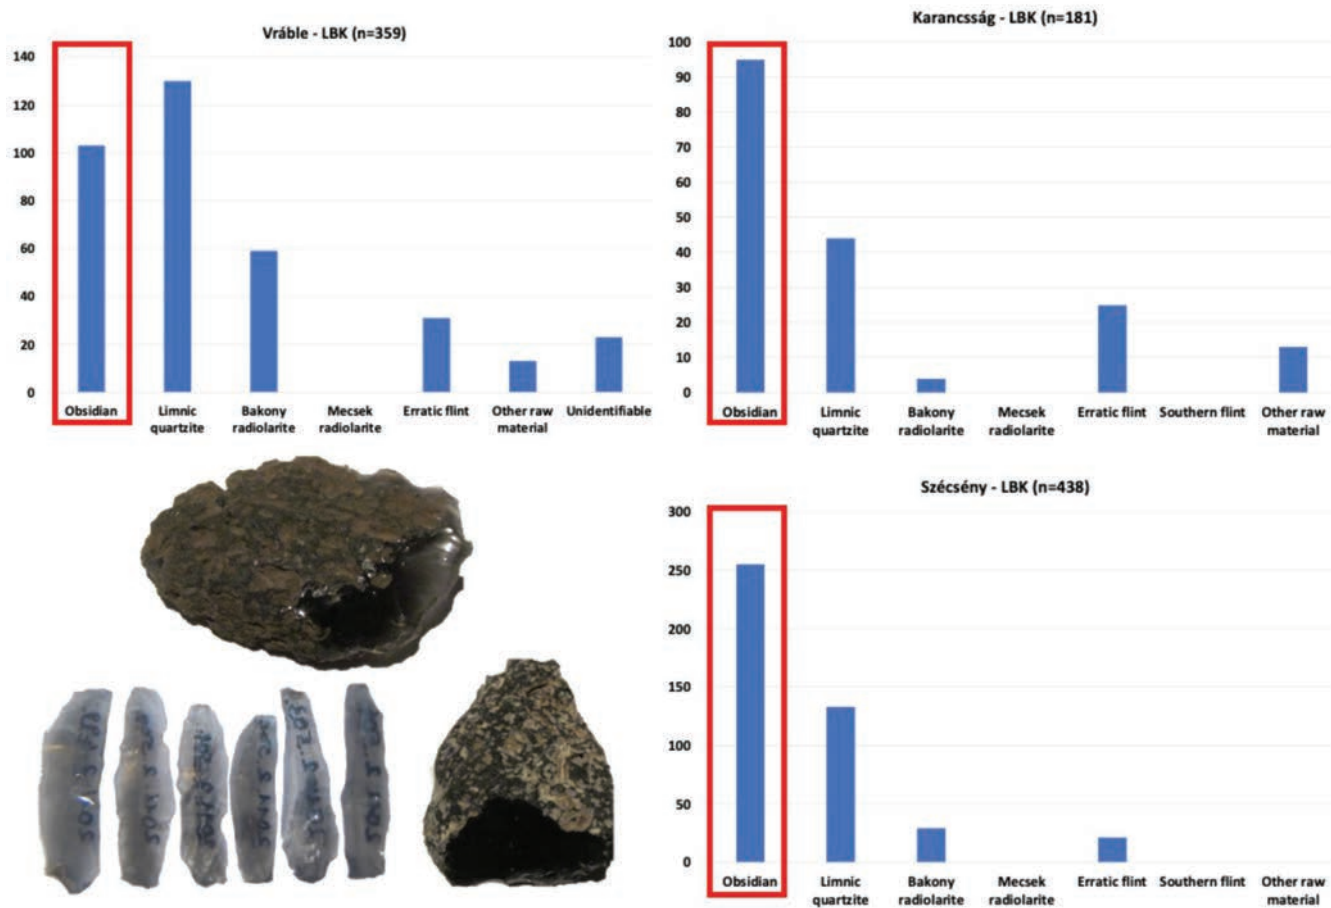 Vráble - LBK (n=359)
140
120
100
80
60
40
20
0
Obsidian
Limnic
quartzite
Bakony
radiolarite
Mecsek
radiolarite
Erratic flint
Other raw
material
Unidentifiable
Karancsság - LBK (n=181)
100
90
80
70
60
50
40
30
20
10
0
Obsidian
Limnic
quartzite
Bakony
radiolarite
Mecsek
radiolarite
Erratic flint
Southern flint
Other raw
material
Szécsény - LBK (n=438)
300
250
200
150
100
50
0
Obsidian
Limnic
quartzite
Bakony
radiolarite
Mecsek
radiolarite
Erratic flint
Southern flint
Other raw
material